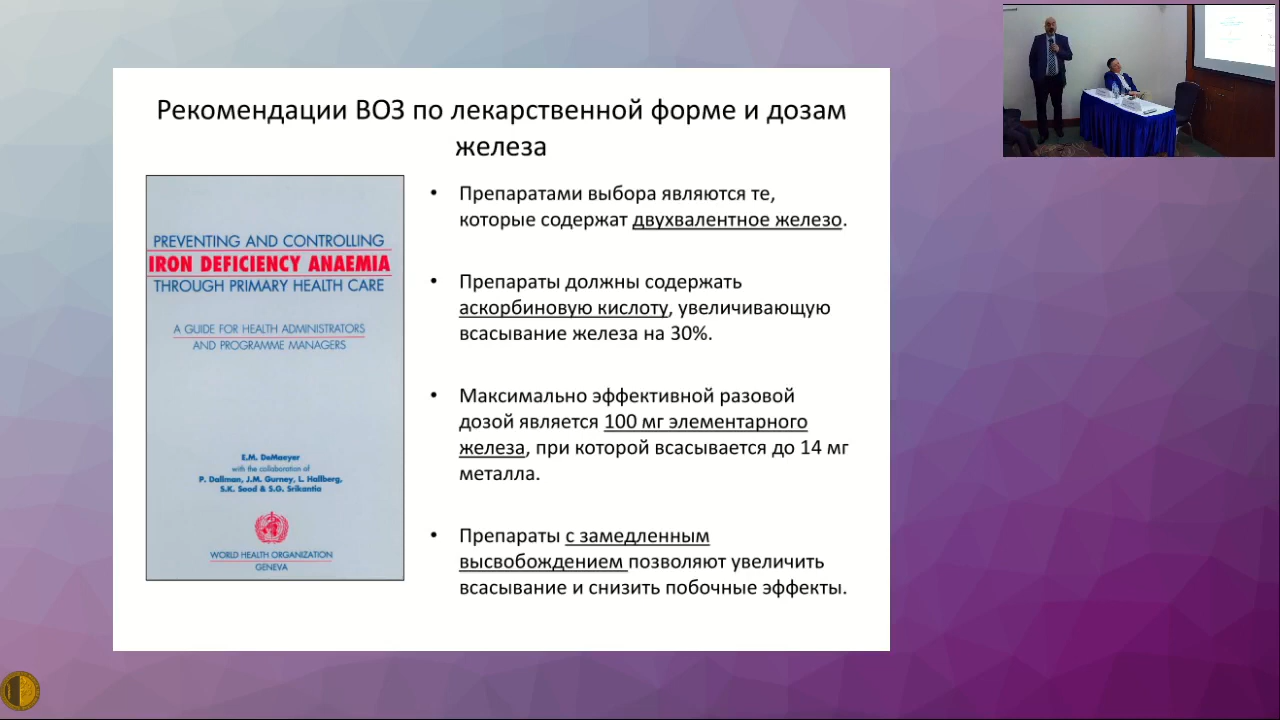 Рекомендации ВОЗ по лекарственной форме и дозам
железа
PREVENTING AND CONTROLLING
IRON DEFICIENCY ANAEMIA
THROUGH PRIMARY HEALTH CARE
A GUIDE FOR HEALTH ADMINISTRATORS
AND PROGRAMME MANAGERS
E.M. DeMaeyer
with the collaboration of
P. Dallman, J.M. Gurney, L. Hallberg,
S.K. Sood & S.G. Srikantia
WORLD HEALTH ORGANIZATION
GENEVA
• Препаратами выбора являются те,
которые содержат двухвалентное железо.
• Препараты должны содержать
аскорбиновую кислоту, увеличивающую
всасывание железа на 30%.
• Максимально эффективной разовой
дозой является 100 мг элементарного
железа, при которой всасывается до 14 мг
металла.
• Препараты с замедленным
высвобождением позволяют увеличить
всасывание и снизить побочные эффекты.